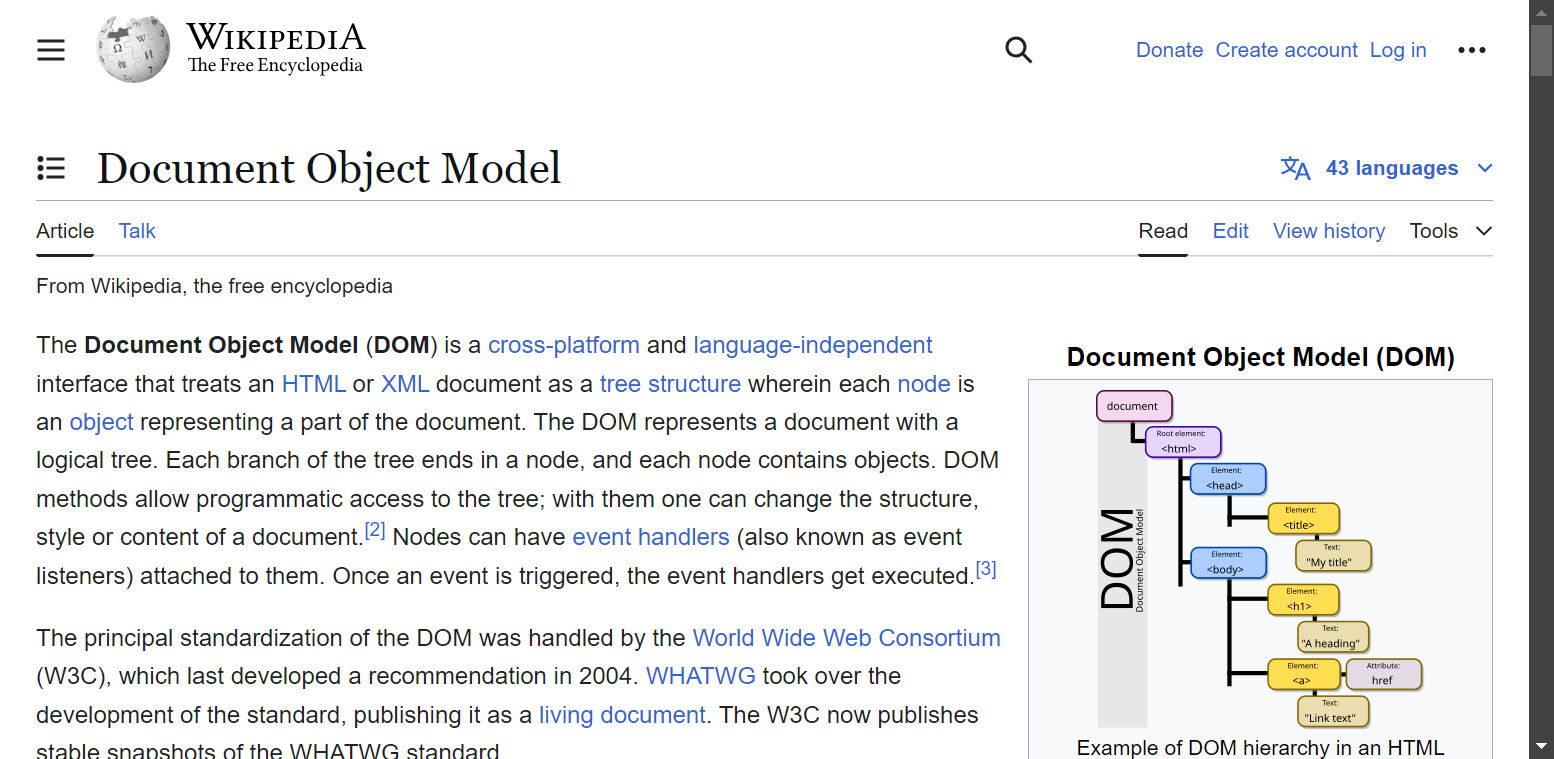 WIKIPEDIA
The Free Encyclopedia
Donate Create account Log in
Document Object Model
43 languages
Article Talk
Read Edit View history Tools
From Wikipedia, the free encyclopedia
The Document Object Model (DOM) is a cross-platform and language-independent
interface that treats an HTML or XML document as a tree structure wherein each node is
an object representing a part of the document. The DOM represents a document with a
logical tree. Each branch of the tree ends in a node, and each node contains objects. DOM
methods allow programmatic access to the tree; with them one can change the structure,
style or content of a document.[2] Nodes can have event handlers (also known as event
listeners) attached to them. Once an event is triggered, the event handlers get executed.[3]
The principal standardization of the DOM was handled by the World Wide Web Consortium
(W3C), which last developed a recommendation in 2004. WHATWG took over the
development of the standard, publishing it as a living document. The W3C now publishes
stable snapshots of the WHATWG standard
Document Object Model (DOM)
document
Root element:
<html>
Element:
<head>
Element:
<title>
Text:
"My title"
Element:
<body>
Element:
<h1>
Text:
"A heading"
Element:
<a>
Attribute:
href
Text:
"Link text"
DOM
Document Object Model
Example of DOM hierarchy in an HTML